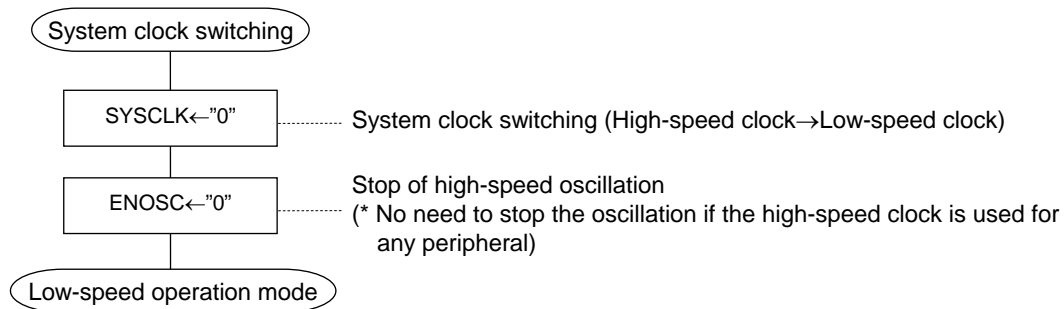 System clock switching
SYSCLK←”0”
System clock switching (High-speed clock→Low-speed clock)
ENOSC←”0”
Stop of high-speed oscillation
(* No need to stop the oscillation if the high-speed clock is used for
any peripheral)
Low-speed operation mode